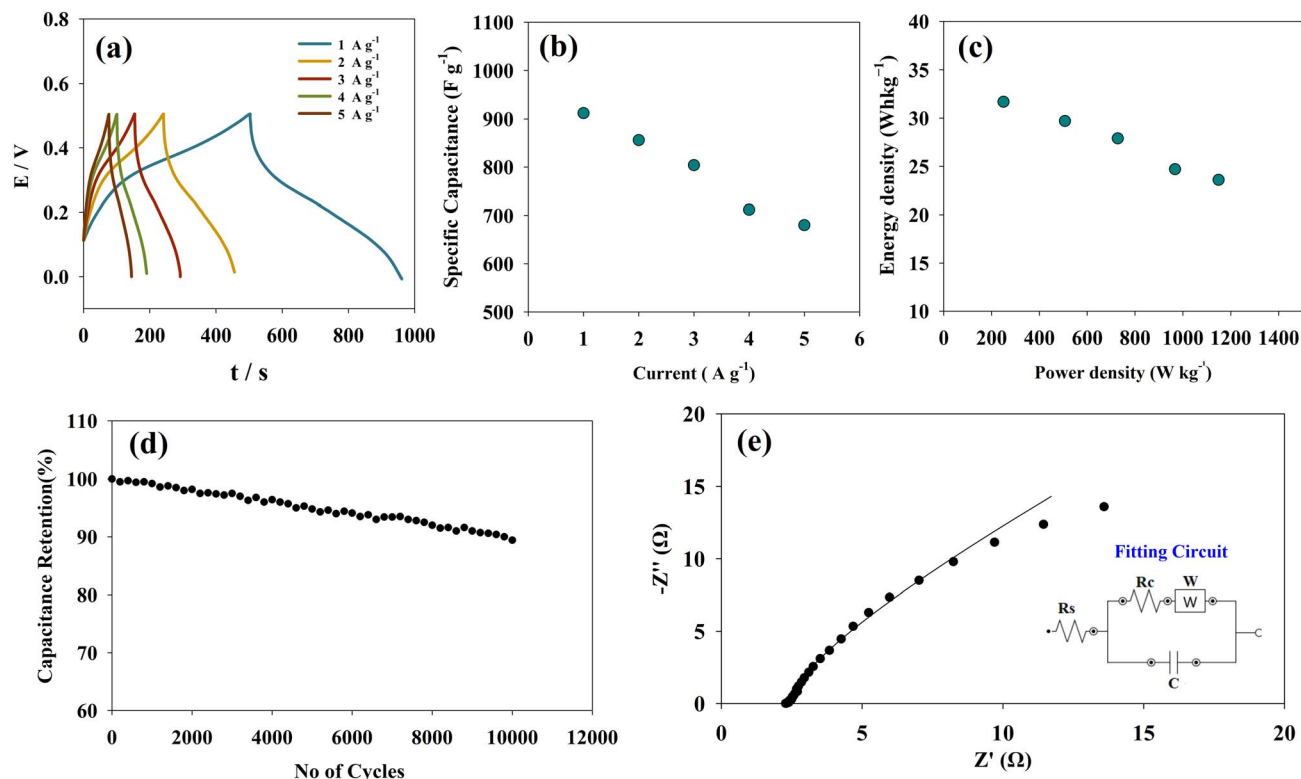 (a)
1 A g⁻¹
2 A g⁻¹
3 A g⁻¹
4 A g⁻¹
5 A g⁻¹
0.8
0.6
0.4
0.2
0.0
E / V
0 200 400 600 800 1000
t / s
(b)
1100
1000
900
800
700
600
500
Specific Capacitance (F g⁻¹)
0 1 2 3 4 5 6
Current ( A g⁻¹)
(c)
40
35
30
25
20
15
10
Energy density (Whkg⁻¹)
0 200 400 600 800 1000 1200 1400
Power density (W kg⁻¹)
(d)
110
100
90
80
70
60
Capacitance Retention(%)
0 2000 4000 6000 8000 10000 12000
No of Cycles
(e)
20
15
10
5
0
-Z'' (Ω)
0 5 10 15 20
Z' (Ω)
Fitting Circuit
Rs
Rc
W
W
C